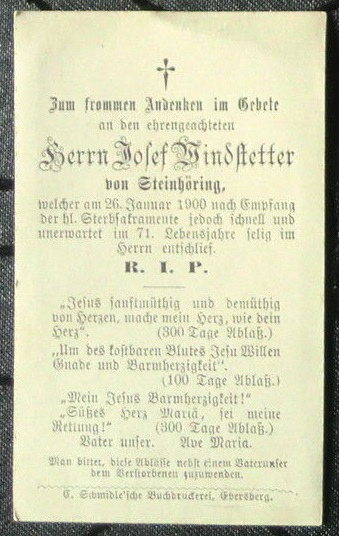 Zum frommen Andenken im Gebete
an den ehrengeachteten
Herrn Josef Windstetter
von Steinhöring,
welcher am 26. Januar 1900 nach Empfang
der hl. Sterbsakramente jedoch schnell und
unerwartet im 71. Lebensjahre selig im
Herrn entschlief.
R. I. P.
„Jesus sanftmüthig und demüthig
von Herzen, mache mein Herz, wie dein
Herz“. (300 Tage Ablaß.)
„Um des kostbaren Blutes Jesu Willen
Gnade und Barmherzigkeit“.
(100 Tage Ablaß.)
„Mein Jesus Barmherzigkeit!“
„Süßes Herz Mariä, sei meine
Rettung!“ (300 Tage Ablaß.)
Vater unser. Ave Maria.
Man bittet, diese Ablässe nebst einem Vaterunser
dem Verstorbenen zuzuwenden.
C. Schmidle'sche Buchdruckerei, Ebersberg.